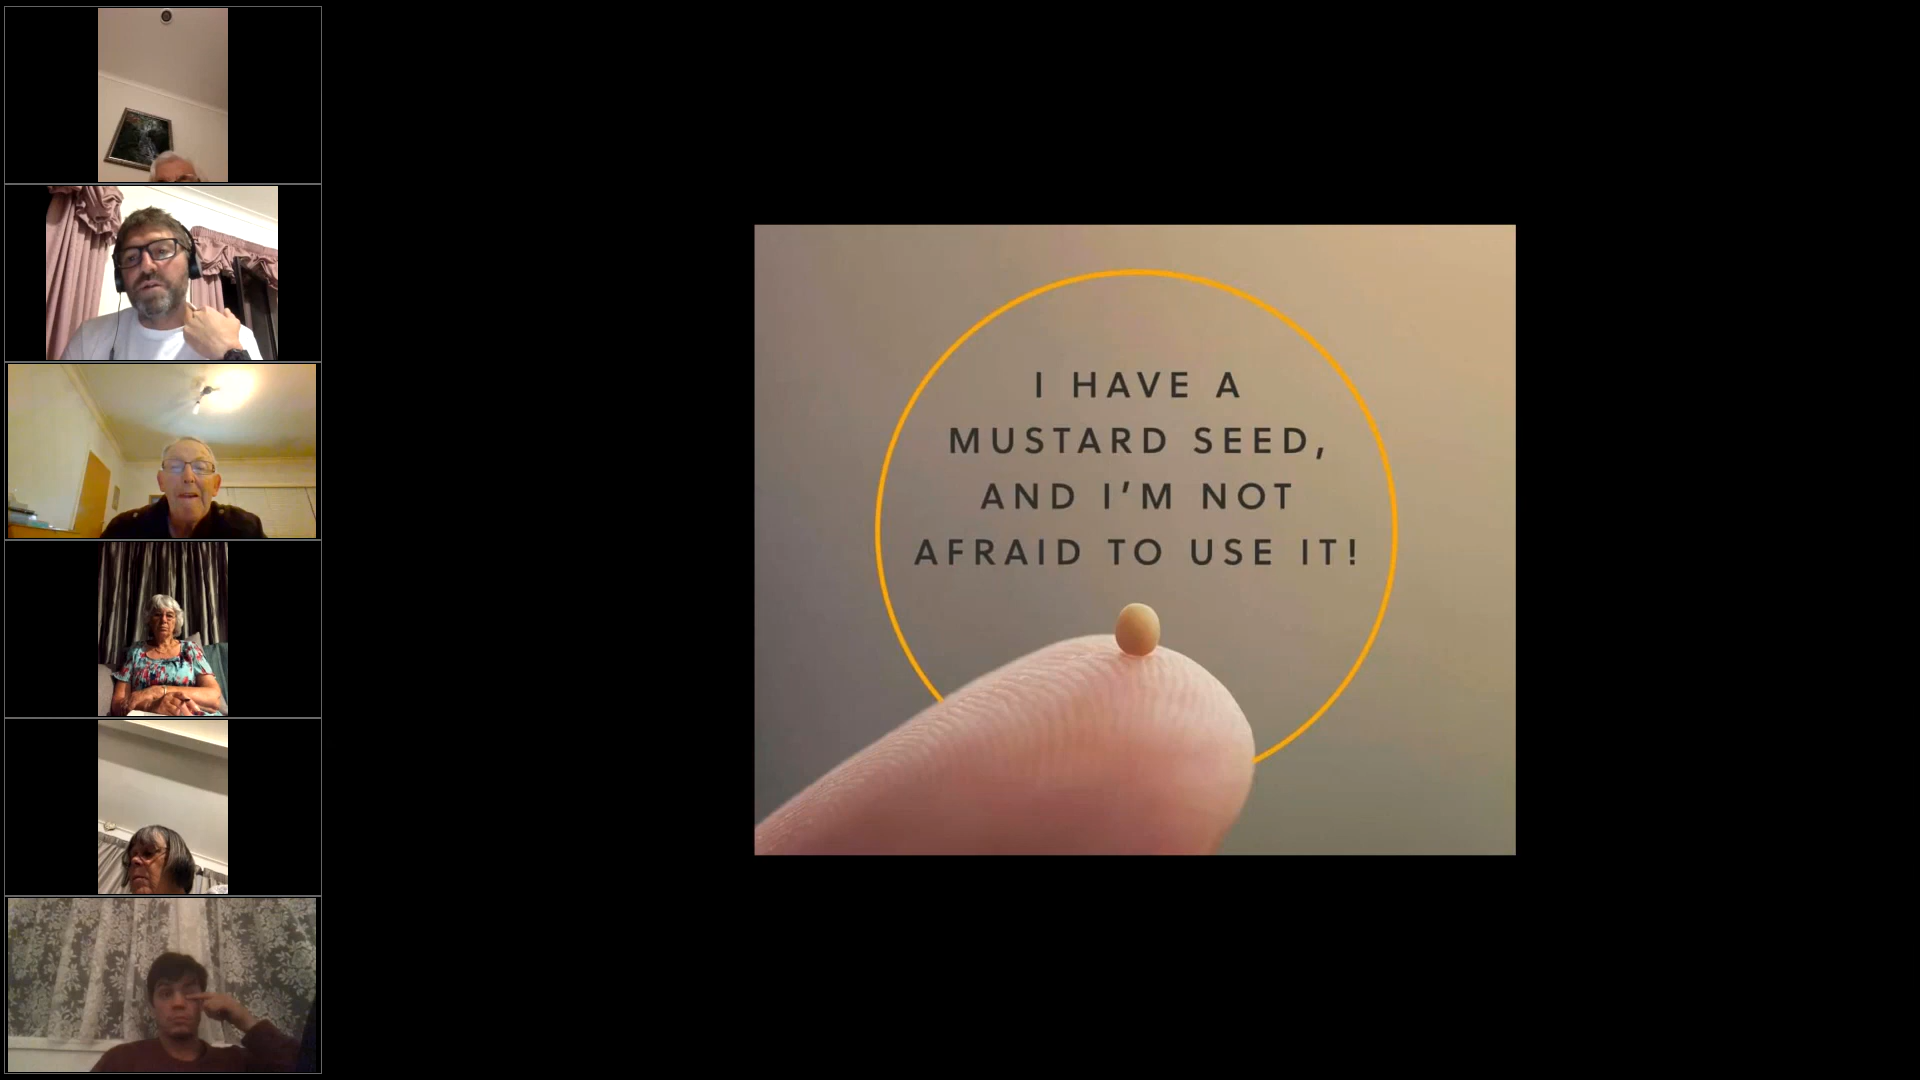 I HAVE A
MUSTARD SEED,
AND I'M NOT
AFRAID TO USE IT!